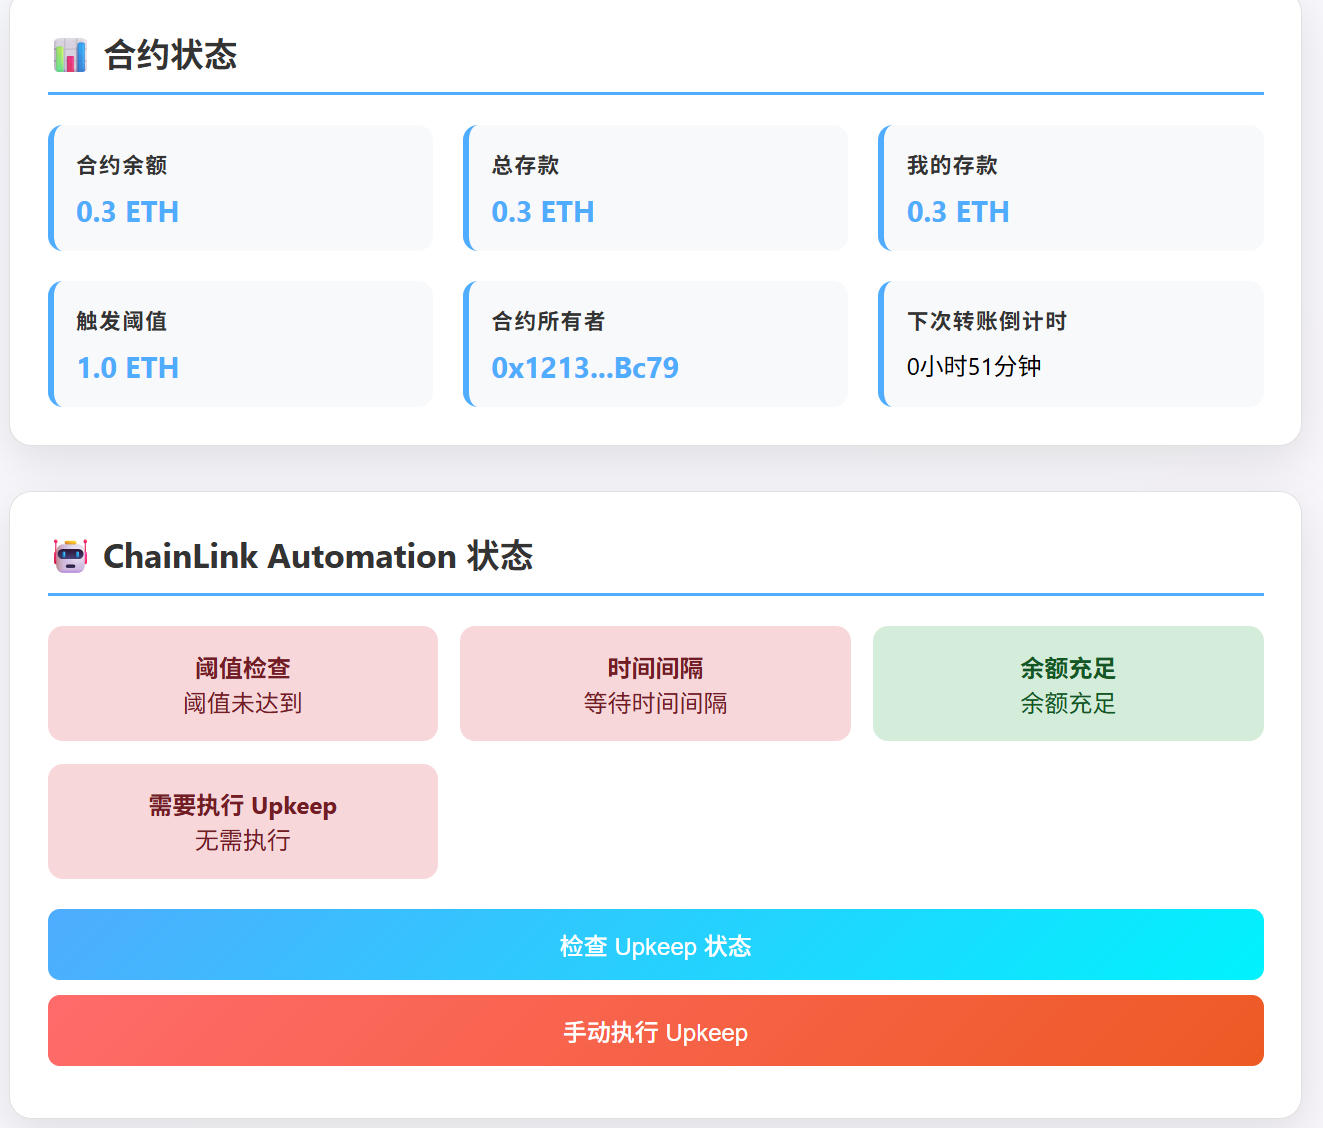 合约状态
合约余额
0.3 ETH
总存款
0.3 ETH
我的存款
0.3 ETH
触发阈值
1.0 ETH
合约所有者
0x1213...Bc79
下次转账倒计时
0小时51分钟
ChainLink Automation 状态
阈值检查
阈值未达到
时间间隔
等待时间间隔
余额充足
余额充足
需要执行 Upkeep
无需执行
检查 Upkeep 状态
手动执行 Upkeep